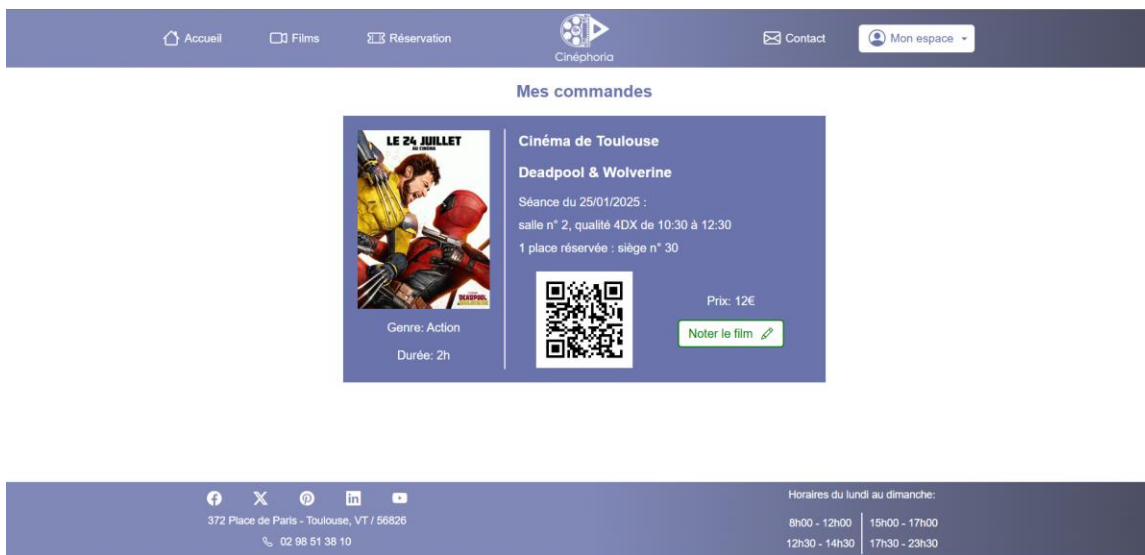 Accueil
Films
Réservation
Cinéphoria
Contact
Mon espace
Mes commandes
LE 24 JUILLET
AU CINÉMA
DEADPOOL
Genre: Action
Durée: 2h
Cinéma de Toulouse
Deadpool & Wolverine
Séance du 25/01/2025 :
salle n° 2, qualité 4DX de 10:30 à 12:30
1 place réservée : siège n° 30
Prix: 12€
Noter le film
372 Place de Paris - Toulouse, VT / 56826
02 98 51 38 10
Horaires du lundi au dimanche:
8h00 - 12h00 15h00 - 17h00
12h30 - 14h30 17h30 - 23h30